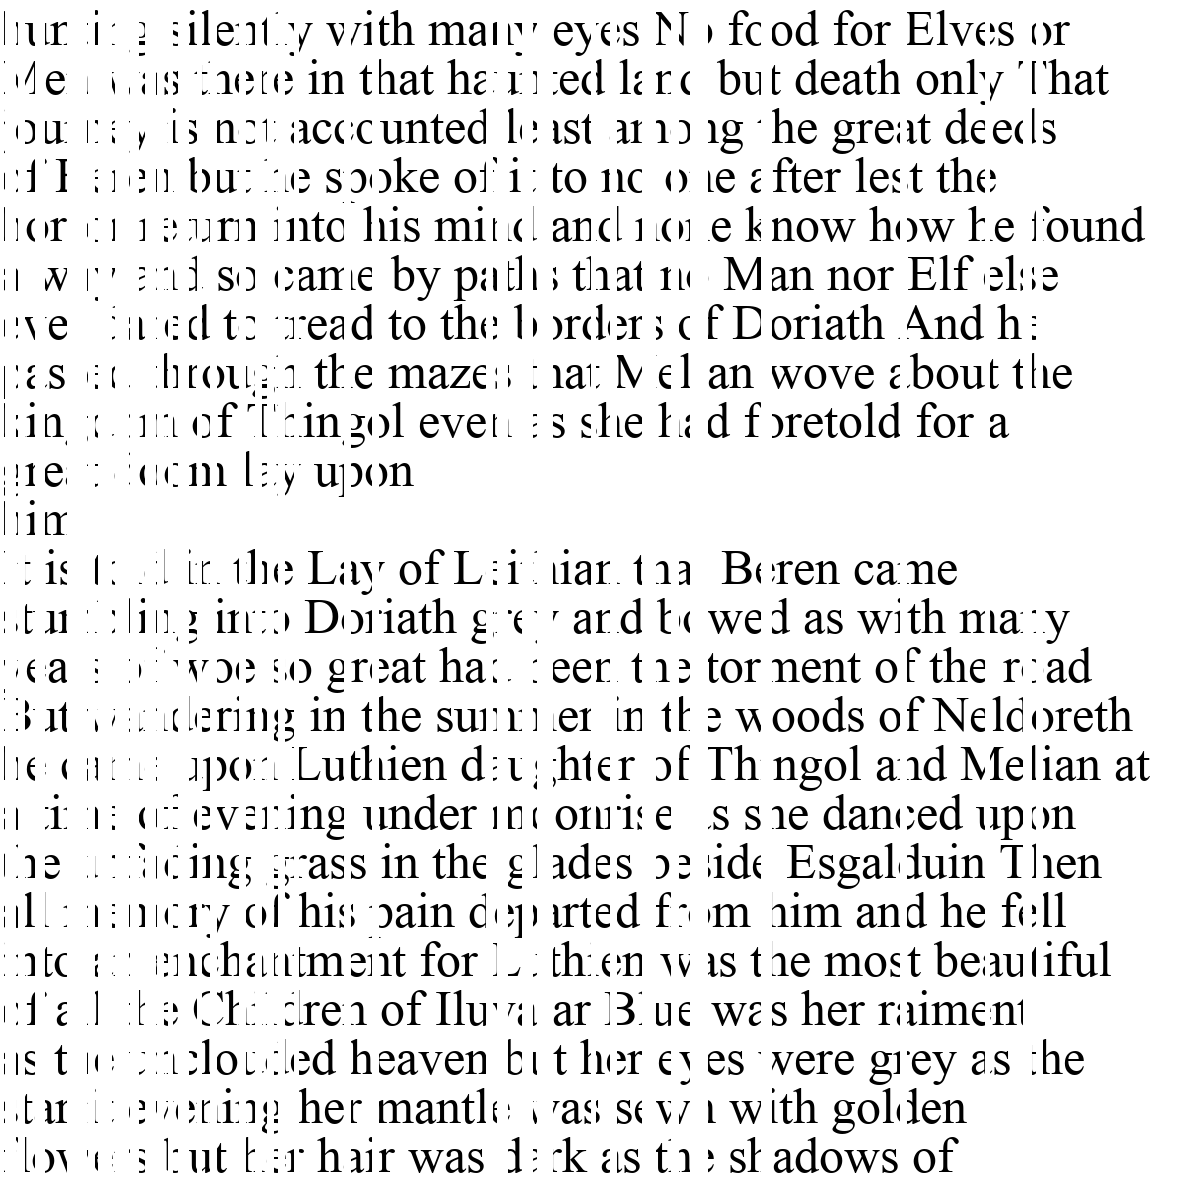 hunting silently with many eyes No food for Elves or
Men was there in that haunted land but death only That
journey is not accounted least among the great deeds
of Beren but he spoke of it to no one after lest the
horror return into his mind and none know how he found
a way and so came by paths that no Man nor Elf else
ever dared to tread to the borders of Doriath And he
passed through the mazes that Melian wove about the
kingdom of Thingol even as she had foretold for a
great doom lay upon
him
It is told in the Lay of Leithian that Beren came
stumbling into Doriath grey and bowed as with many
years of woe so great had been the torment of the road
But wandering in the summer in the woods of Neldoreth
he came upon Luthien daughter of Thingol and Melian at
a time of evening under moonrise as she danced upon
the unfading grass in the glades beside Esgalduin Then
all memory of his pain departed from him and he fell
into an enchantment for Luthien was the most beautiful
of all the Children of Iluvatar Blue was her raiment
as the unclouded heaven but her eyes were grey as the
starlit evening her mantle was sewn with golden
flowers but her hair was dark as the shadows of